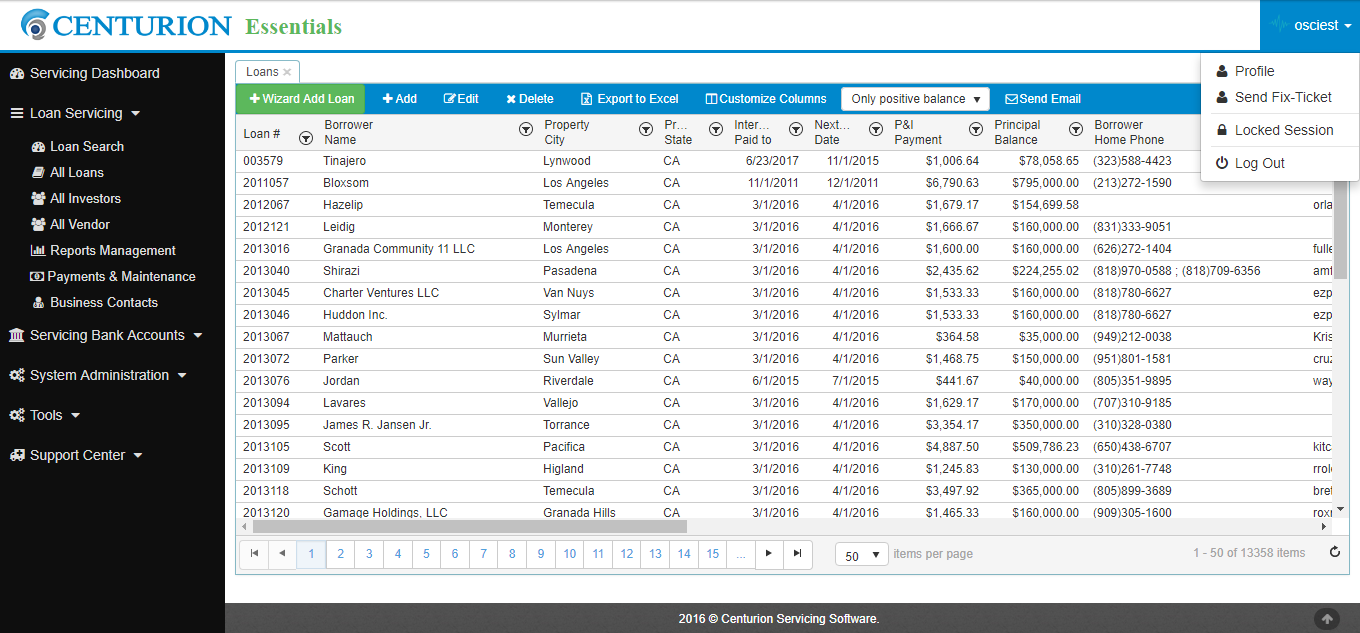 CENTURION Essentials
osciest
Profile
Send Fix-Ticket
Locked Session
Log Out
Servicing Dashboard
Loan Servicing
Loan Search
All Loans
All Investors
All Vendor
Reports Management
Payments & Maintenance
Business Contacts
Servicing Bank Accounts
System Administration
Tools
Support Center
Loans
Wizard Add Loan Add Edit Delete Export to Excel Customize Columns Only positive balance Send Email
Loan # Borrower Name Property City Pr... State Inter... Paid to Next... Date P&I Payment Principal Balance Borrower Home Phone
003579 Tinajero Lynwood CA 6/23/2017 11/1/2015 $1,006.64 $78,058.65 (323)588-4423
2011057 Bloxsom Los Angeles CA 11/1/2011 12/1/2011 $6,790.63 $795,000.00 (213)272-1590
2012067 Hazelip Temecula CA 3/1/2016 4/1/2016 $1,679.17 $154,699.58 orla
2012121 Leidig Monterey CA 3/1/2016 4/1/2016 $1,666.67 $160,000.00 (831)333-9051
2013016 Granada Community 11 LLC Los Angeles CA 3/1/2016 4/1/2016 $1,600.00 $160,000.00 (626)272-1404 fulle
2013040 Shirazi Pasadena CA 3/1/2016 4/1/2016 $2,435.62 $224,255.02 (818)970-0588 ; (818)709-6356
2013045 Charter Ventures LLC Van Nuys CA 3/1/2016 4/1/2016 $1,533.33 $160,000.00 (818)780-6627 ezp
2013046 Huddon Inc. Sylmar CA 3/1/2016 4/1/2016 $1,533.33 $160,000.00 (818)780-6627 ezp
2013067 Mattauch Murrieta CA 3/1/2016 4/1/2016 $364.58 $35,000.00 (949)212-0038 Kris
2013072 Parker Sun Valley CA 3/1/2016 4/1/2016 $1,468.75 $150,000.00 (951)801-1581 cruz
2013076 Jordan Riverdale CA 6/1/2015 7/1/2015 $441.67 $40,000.00 (805)351-9895 way
2013094 Lavares Vallejo CA 3/1/2016 4/1/2016 $1,629.17 $170,000.00 (707)310-9185
2013095 James R. Jansen Jr. Torrance CA 3/1/2016 4/1/2016 $3,354.17 $350,000.00 (310)328-0380
2013105 Scott Pacifica CA 3/1/2016 4/1/2016 $4,887.50 $509,786.23 (650)438-6707 kitc
2013109 King Higland CA 3/1/2016 4/1/2016 $1,245.83 $130,000.00 (310)261-7748 rrol
2013118 Schott Temecula CA 3/1/2016 4/1/2016 $3,497.92 $365,000.00 (805)899-3689 bret
2013120 Gamage Holdings, LLC Granada Hills CA 3/1/2016 4/1/2016 $1,465.33 $160,000.00 (909)305-1600
1 2 3 4 5 6 7 8 9 10 11 12 13 14 15 ... 50 items per page 1 - 50 of 13358 items
2016 © Centurion Servicing Software.